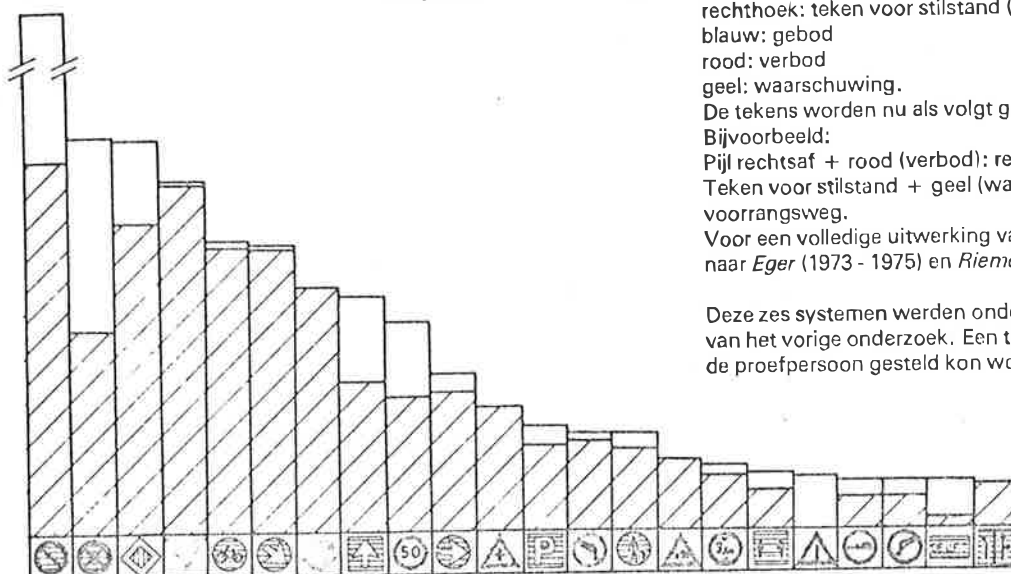 rechthoek: teken voor stilstand (
blauw: gebod
rood: verbod
geel: waarschuwing.
De tekens worden nu als volgt g
Bijvoorbeeld:
Pijl rechtsaf + rood (verbod): re
Teken voor stilstand + geel (wa
voorrangsweg.
Voor een volledige uitwerking va
naar Eger (1973 - 1975) en Rieme
Deze zes systemen werden onde
van het vorige onderzoek. Een t
de proefpersoon gesteld kon wo
50
P